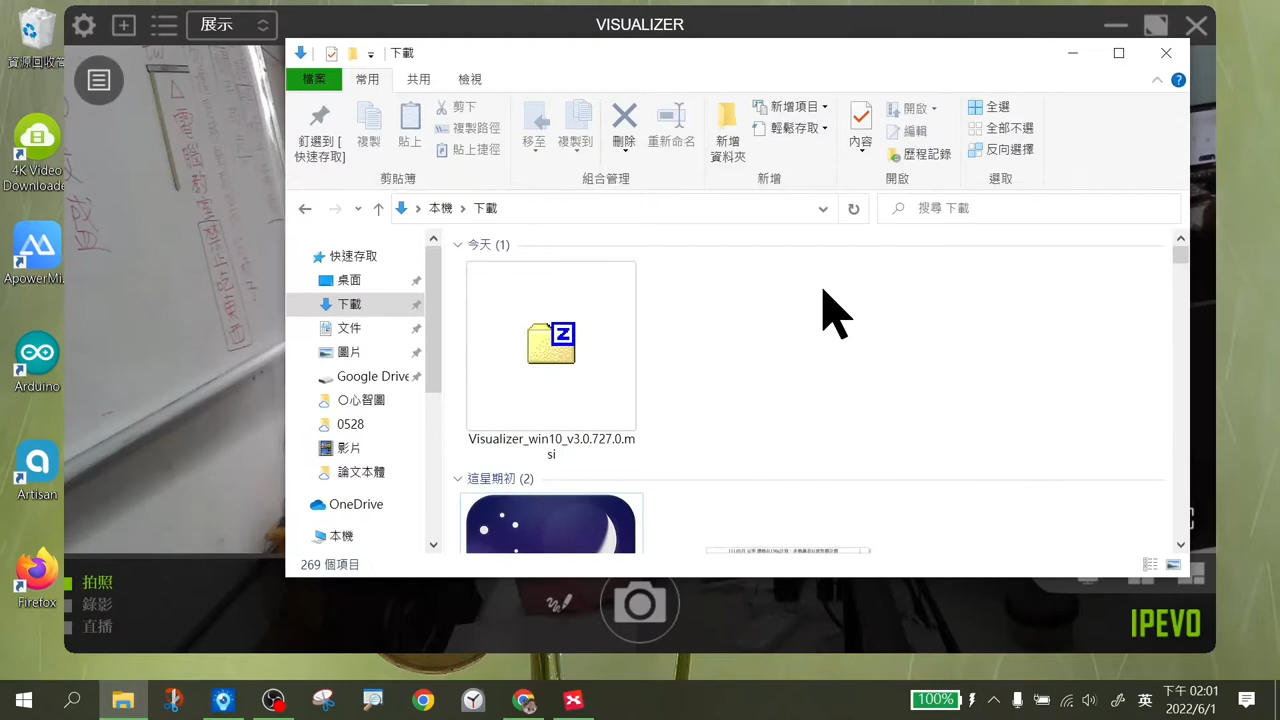 資源回收筒
4K Video
Downloade
ApowerMi
Arduino
Artisan
Firefox
展示
VISUALIZER
下載
檔案
常用
共用
檢視
釘選到 [
快速存取]
複製
貼上
剪下
複製路徑
貼上捷徑
剪貼簿
移至
複製到
刪除
重新命名
組合管理
新增
資料夾
新增項目
輕鬆存取
新增
內容
開啟
編輯
歷程記錄
開啟
全選
全部不選
反向選擇
選取
本機
下載
搜尋 下載
快速存取
桌面
下載
文件
圖片
Google Drive
〇心智圖
0528
影片
論文本體
OneDrive
本機
今天 (1)
Z
Visualizer_win10_v3.0.727.0.m
si
這星期初 (2)
269 個項目
拍照
錄影
直播
IPEVO
100%
英
下午 02:01
2022/6/1